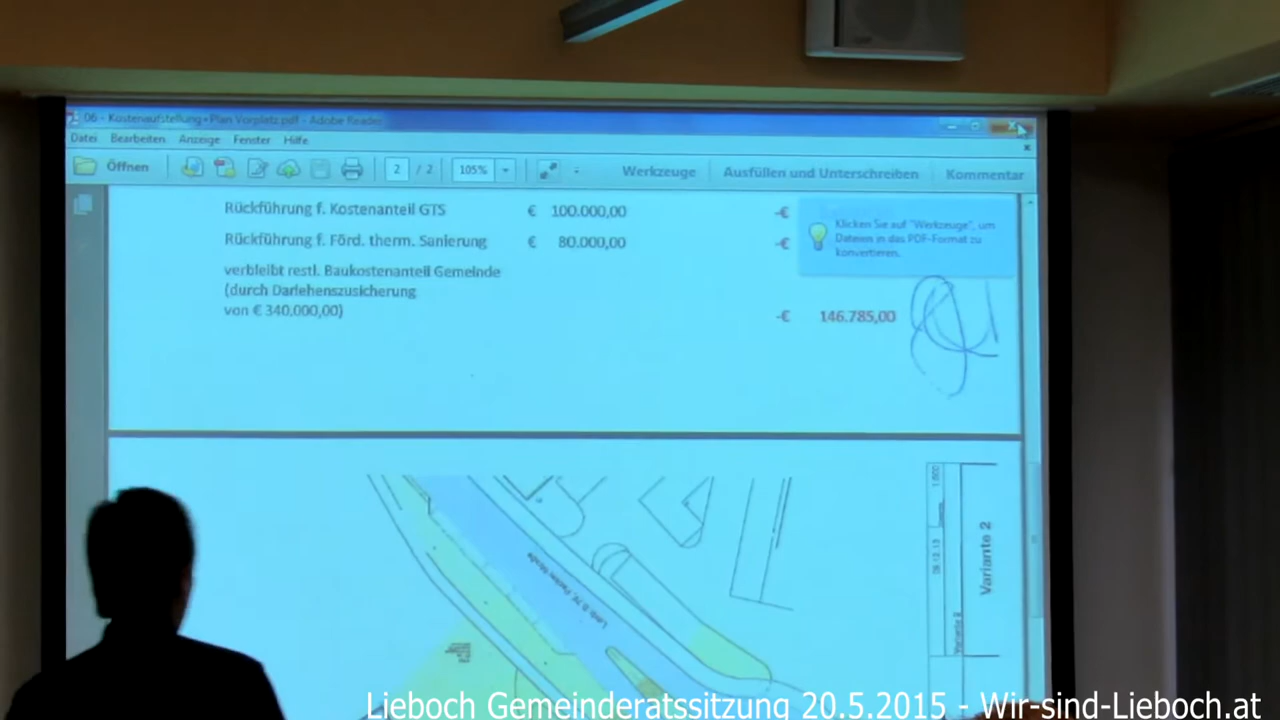 06 - Kostenaufstellung+Plan Vorplatz.pdf - Adobe Reader
Datei Bearbeiten Anzeige Fenster Hilfe
Öffnen 2 / 2 105% Werkzeuge Ausfüllen und Unterschreiben Kommentar
Rückführung f. Kostenanteil GTS € 100.000,00 -€
Rückführung f. Förd. therm. Sanierung € 80.000,00 -€
Klicken Sie auf "Werkzeuge", um
Dateien in das PDF-Format zu
konvertieren.
verbleibt restl. Baukostenanteil Gemeinde
(durch Darlehenszusicherung
von € 340.000,00) -€ 146.785,00
Variante 2
Variante 2
Lieboch Gemeinderatssitzung 20.5.2015 - Wir-sind-Lieboch.at